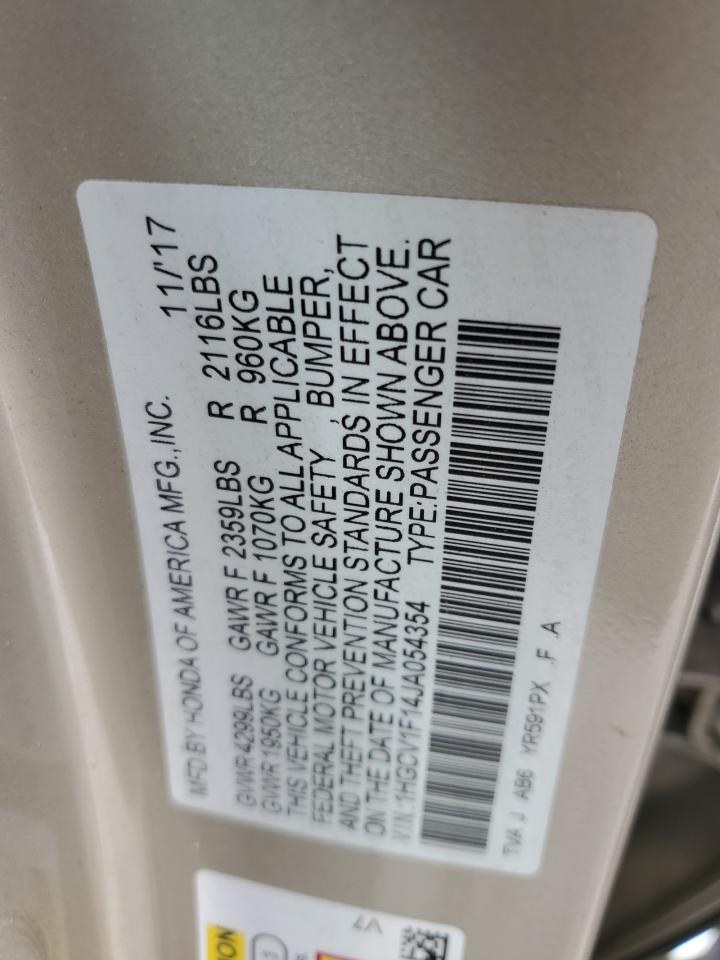 MFD BY HONDA OF AMERICA MFG.,INC. 11/'17
GVWR 4299LBS GAWR F 2359LBS R 2116LBS
GVWR 1950KG GAWR F 1070KG R 960KG
THIS VEHICLE CONFORMS TO ALL APPLICABLE
FEDERAL MOTOR VEHICLE SAFETY , BUMPER,
AND THEFT PREVENTION STANDARDS IN EFFECT
ON THE DATE OF MANUFACTURE SHOWN ABOVE.
V.I.N.:1HGCV1F14JA054354 TYPE:PASSENGER CAR
TVA J AB6 YR591PX .F .A